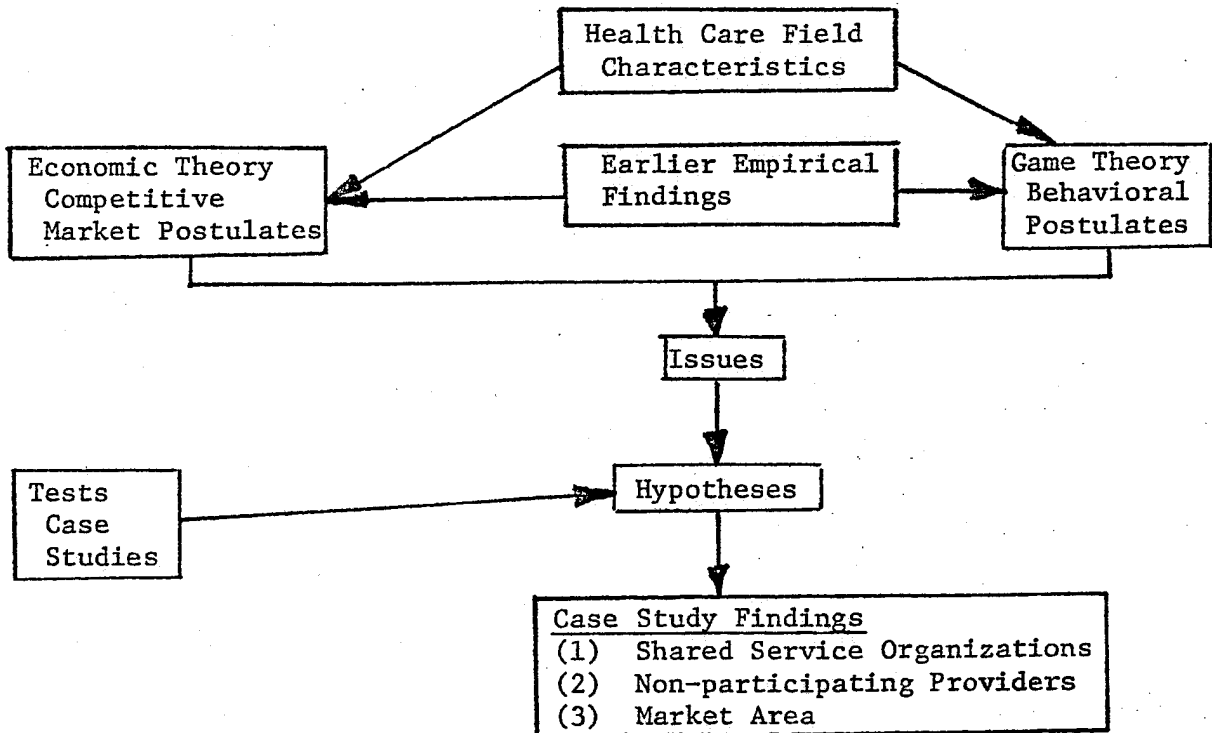 Health Care Field
Characteristics
Economic Theory
Competitive
Market Postulates
Earlier Empirical
Findings
Game Theory
Behavioral
Postulates
Issues
Tests
Case
Studies
Hypotheses
Case Study Findings
(1) Shared Service Organizations
(2) Non-participating Providers
(3) Market Area